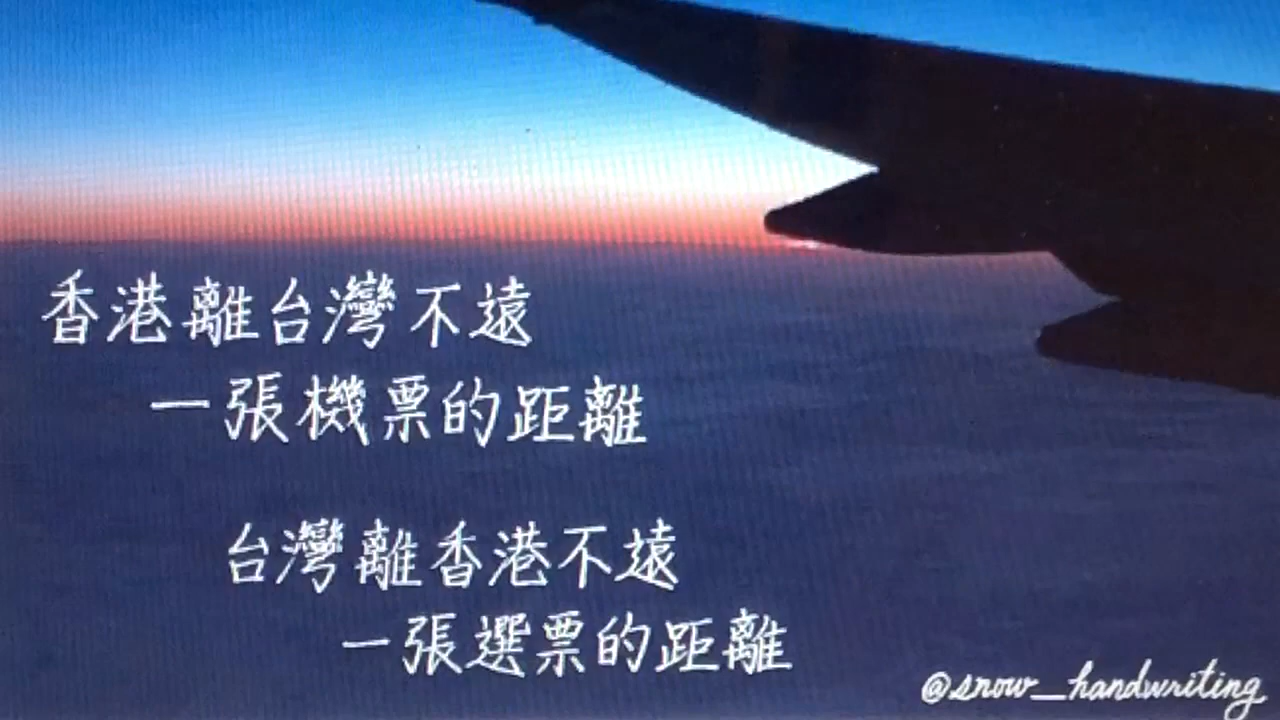 香港離台灣不遠
一張機票的距離
台灣離香港不遠
一張選票的距離
@snow_handwriting